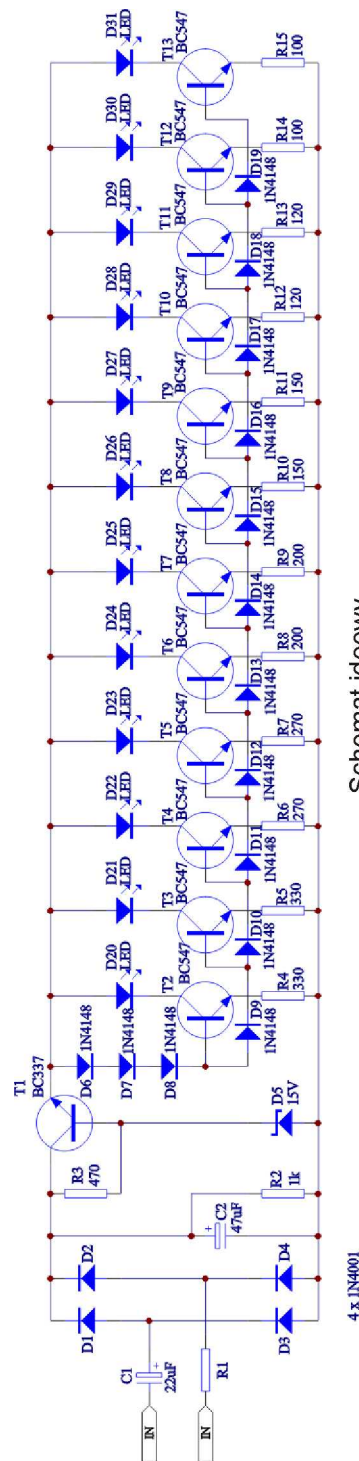 IN
IN
C1
22uF
+
R1
D1
D2
D3
D4
4 x 1N4001
C2
47uF
+
R2
1k
R3
470
T1
BC337
D5
15V
D6
1N4148
D7
1N4148
D8
1N4148
D20
LED
T2
BC547
D9
1N4148
R4
330
D21
LED
T3
BC547
D10
1N4148
R5
330
D22
LED
T4
BC547
D11
1N4148
R6
270
D23
LED
T5
BC547
D12
1N4148
R7
270
D24
LED
T6
BC547
D13
1N4148
R8
200
D25
LED
T7
BC547
D14
1N4148
R9
200
D26
LED
T8
BC547
D15
1N4148
R10
150
D27
LED
T9
BC547
D16
1N4148
R11
150
D28
LED
T10
BC547
D17
1N4148
R12
120
D29
LED
T11
BC547
D18
1N4148
R13
120
D30
LED
T12
BC547
D19
1N4148
R14
100
D31
LED
T13
BC547
R15
100
Schemat ideowy